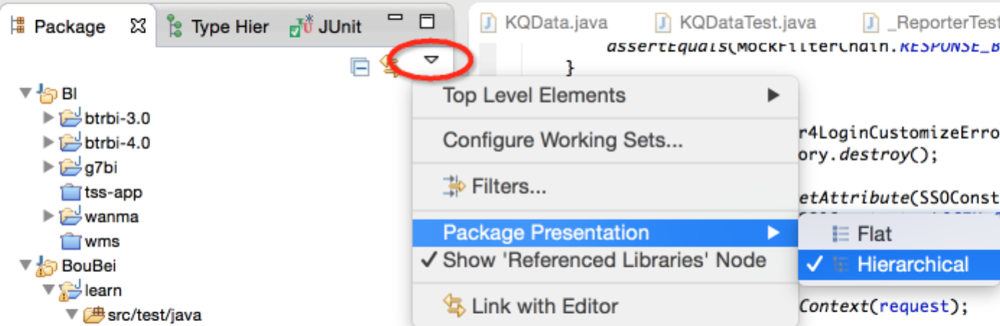 Package
Type Hier
JUnit
KQData.java
KQDataTest.java
_ReporterTest
assertEquals(MockFilterChain.RESPONSE_B
}
BI
btrbi-3.0
btrbi-4.0
g7bi
tss-app
wanma
wms
BouBei
learn
src/test/java
Top Level Elements
Configure Working Sets...
Filters...
Package Presentation
Show 'Referenced Libraries' Node
Link with Editor
Flat
Hierarchical
r4LoginCustomizeErro
ory.destroy();
etAttribute(SSOConst
Context(request);